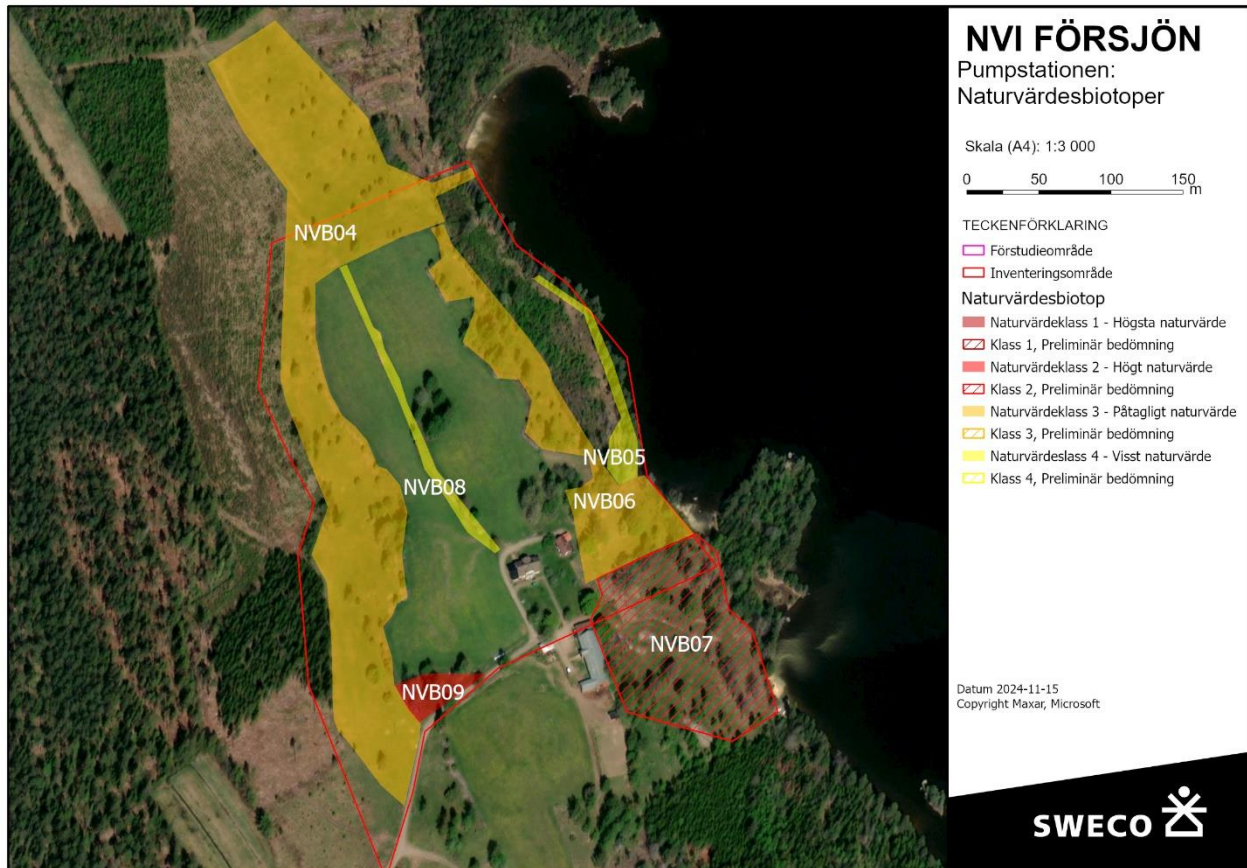 NVI FÖRSJÖN
Pumpstationen:
Naturvärdesbiotoper
Skala (A4): 1:3 000
0 50 100 150
m
TECKENFÖRKLARING
Förstudieområde
Inventeringsområde
Naturvärdesbiotop
Naturvärdeklass 1 - Högsta naturvärde
Klass 1, Preliminär bedömning
Naturvärdeklass 2 - Högt naturvärde
Klass 2, Preliminär bedömning
Naturvärdeklass 3 - Påtagligt naturvärde
Klass 3, Preliminär bedömning
Naturvärdeslass 4 - Visst naturvärde
Klass 4, Preliminär bedömning
Datum 2024-11-15
Copyright Maxar, Microsoft
SWECO
NVB04
NVB05
NVB08
NVB06
NVB07
NVB09